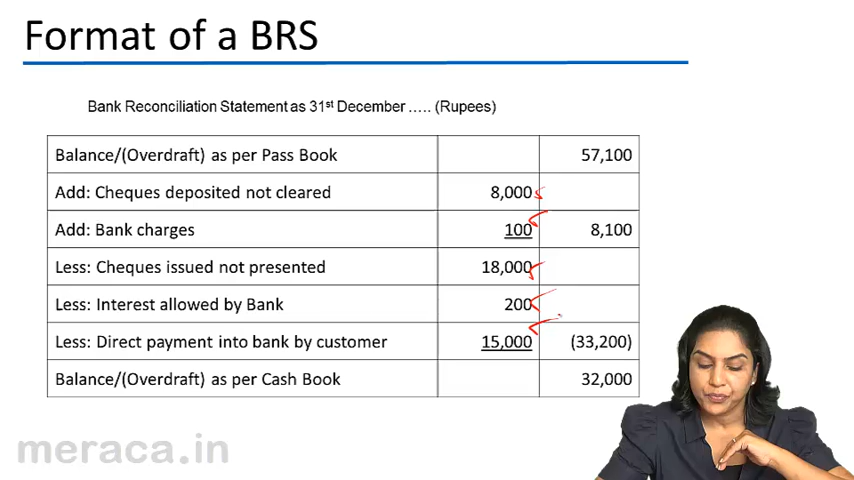 Format of a BRS
Bank Reconciliation Statement as 31st December ..... (Rupees)
Balance/(Overdraft) as per Pass Book 57,100
Add: Cheques deposited not cleared 8,000
Add: Bank charges 100 8,100
Less: Cheques issued not presented 18,000
Less: Interest allowed by Bank 200
Less: Direct payment into bank by customer 15,000 (33,200)
Balance/(Overdraft) as per Cash Book 32,000
meraca.in